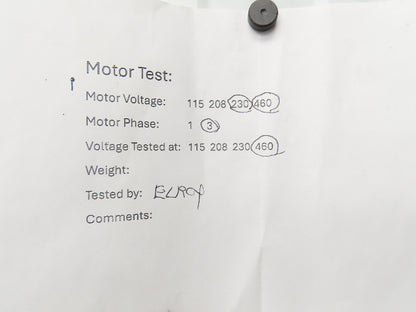 Motor Test:
Motor Voltage: 115 208 230 460
Motor Phase: 1 3
Voltage Tested at: 115 208 230 460
Weight:
Tested by: ELROY
Comments: